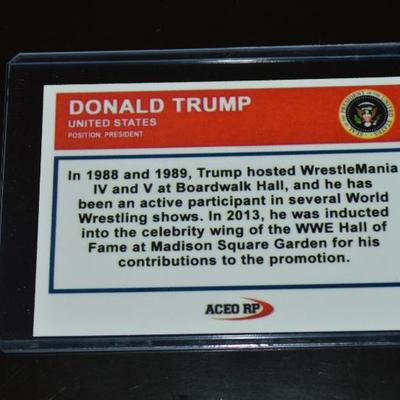 DONALD TRUMP
UNITED STATES
POSITION: PRESIDENT
In 1988 and 1989, Trump hosted WrestleMania
IV and V at Boardwalk Hall, and he has
been an active participant in several World
Wrestling shows. In 2013, he was inducted
into the celebrity wing of the WWE Hall of
Fame at Madison Square Garden for his
contributions to the promotion.
ACEO RP